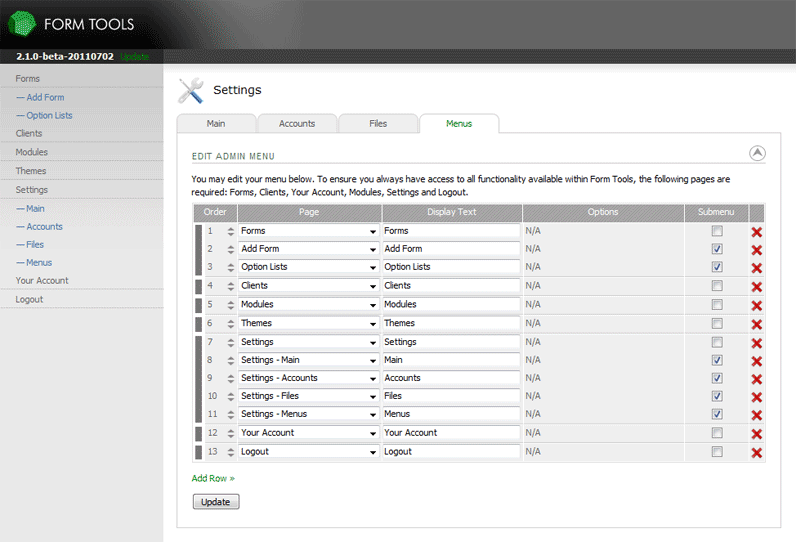 FORM TOOLS
2.1.0-beta-20110702 Update
Forms
— Add Form
— Option Lists
Clients
Modules
Themes
Settings
— Main
— Accounts
— Files
— Menus
Your Account
Logout
Settings
Main Accounts Files Menus
EDIT ADMIN MENU
You may edit your menu below. To ensure you always have access to all functionality available within Form Tools, the following pages are
required: Forms, Clients, Your Account, Modules, Settings and Logout.
Order Page Display Text Options Submenu
1 Forms Forms N/A
2 Add Form Add Form N/A
3 Option Lists Option Lists N/A
4 Clients Clients N/A
5 Modules Modules N/A
6 Themes Themes N/A
7 Settings Settings N/A
8 Settings - Main Main N/A
9 Settings - Accounts Accounts N/A
10 Settings - Files Files N/A
11 Settings - Menus Menus N/A
12 Your Account Your Account N/A
13 Logout Logout N/A
Add Row »
Update